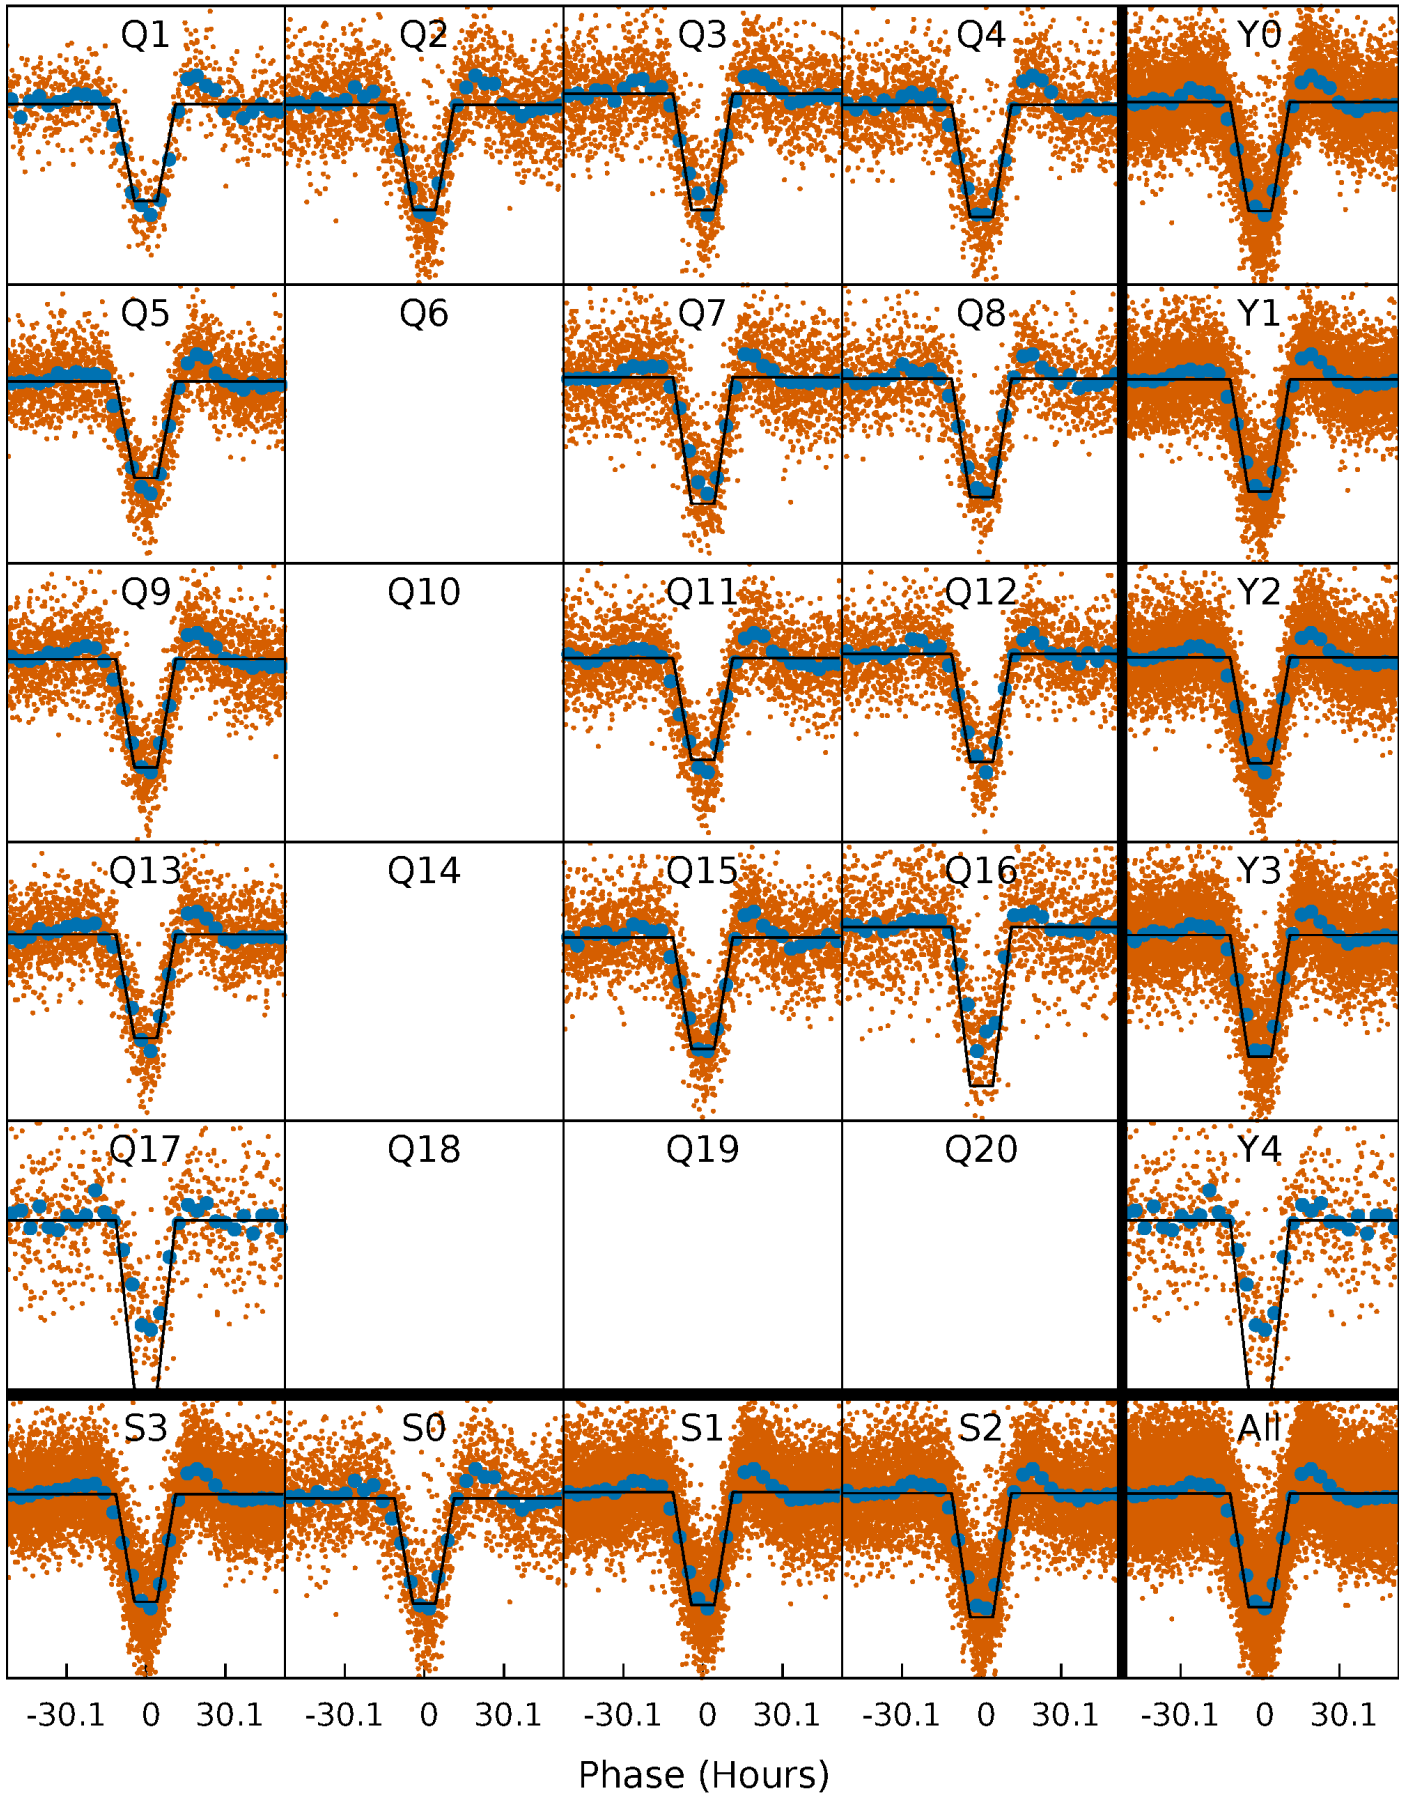 Q1 Q2 Q3 Q4 Y0
Q5 Q6 Q7 Q8 Y1
Q9 Q10 Q11 Q12 Y2
Q13 Q14 Q15 Q16 Y3
Q17 Q18 Q19 Q20 Y4
S3 S0 S1 S2 All
-30.1 0 30.1 -30.1 0 30.1 -30.1 0 30.1 -30.1 0 30.1 -30.1 0 30.1
Phase (Hours)